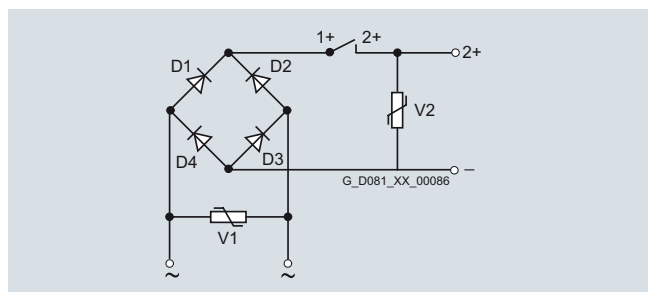 1+ 2+
2+
D1 D2
V2
D4 D3
–
G_D081_XX_00086
V1
~ ~